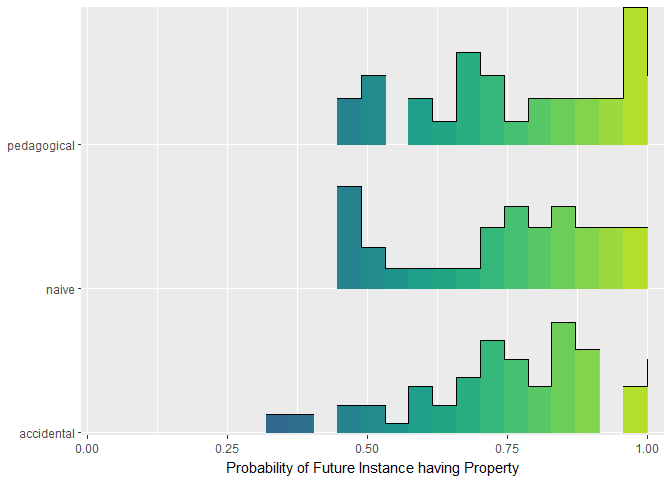 pedagogical
naive
accidental
0.00 0.25 0.50 0.75 1.00
Probability of Future Instance having Property